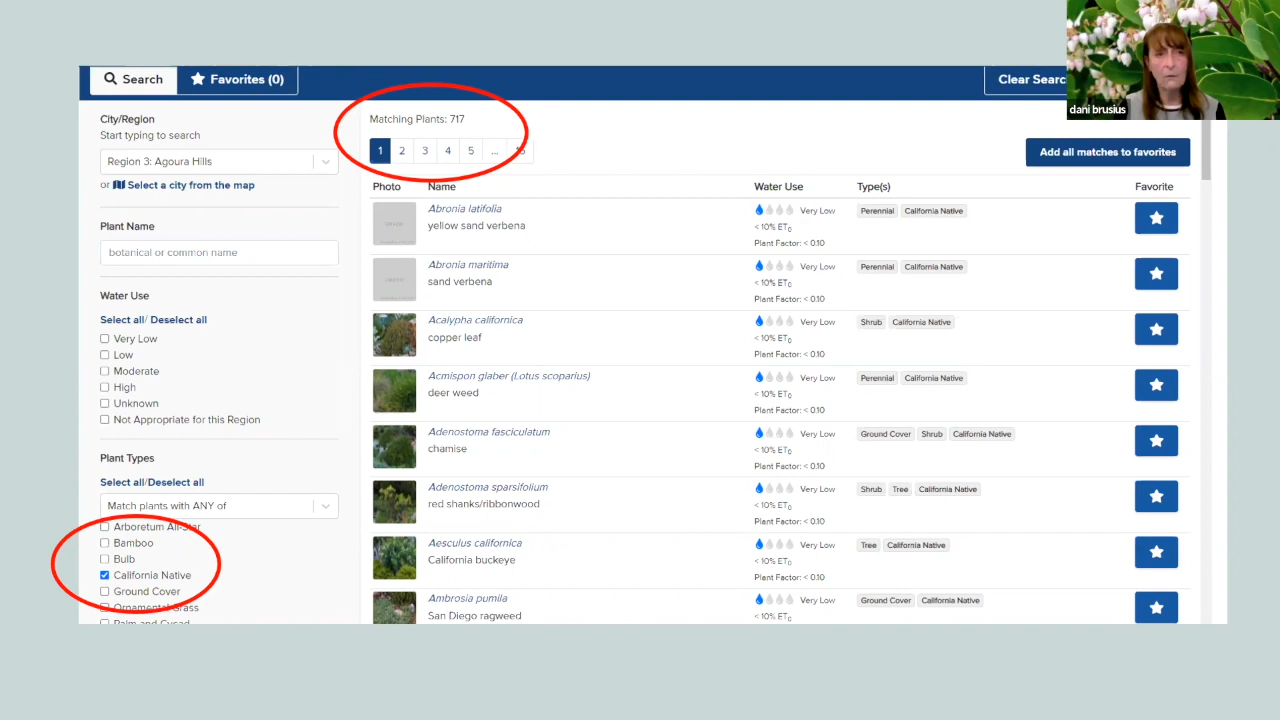 Search
Favorites (0)
Clear Searc
dani brusius
City/Region
Start typing to search
Region 3: Agoura Hills
or Select a city from the map
Plant Name
botanical or common name
Water Use
Select all/ Deselect all
Very Low
Low
Moderate
High
Unknown
Not Appropriate for this Region
Plant Types
Select all/Deselect all
Match plants with ANY of
Arboretum All-Star
Bamboo
Bulb
California Native
Ground Cover
Ornamental Grass
Palm and Cycad
Matching Plants: 717
1 2 3 4 5 ...
Add all matches to favorites
Photo Name Water Use Type(s) Favorite
Abronia latifolia Very Low Perennial California Native
yellow sand verbena
< 10% ET0
Plant Factor: < 0.10
Abronia maritima Very Low Perennial California Native
sand verbena
< 10% ET0
Plant Factor: < 0.10
Acalypha californica Very Low Shrub California Native
copper leaf
< 10% ET0
Plant Factor: < 0.10
Acmispon glaber (Lotus scoparius) Very Low Perennial California Native
deer weed
< 10% ET0
Plant Factor: < 0.10
Adenostoma fasciculatum Very Low Ground Cover Shrub California Native
chamise
< 10% ET0
Plant Factor: < 0.10
Adenostoma sparsifolium Very Low Shrub Tree California Native
red shanks/ribbonwood
< 10% ET0
Plant Factor: < 0.10
Aesculus californica Very Low Tree California Native
California buckeye
< 10% ET0
Plant Factor: < 0.10
Ambrosia pumila Very Low Ground Cover California Native
San Diego ragweed
< 10% ET0